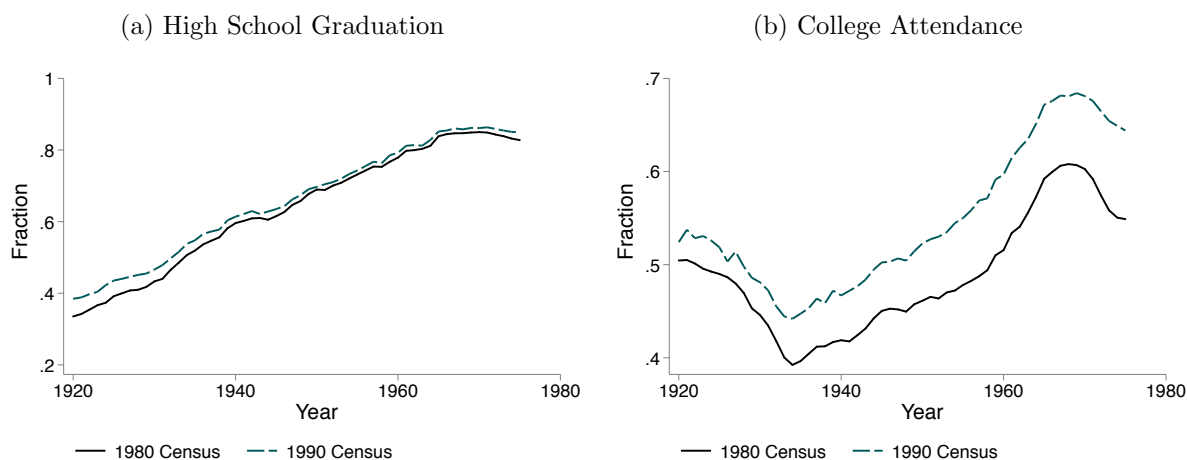 (a) High School Graduation
1
.8
.6
.4
.2
Fraction
1920 1940 1960 1980
Year
1980 Census 1990 Census
(b) College Attendance
.7
.6
.5
.4
Fraction
1920 1940 1960 1980
Year
1980 Census 1990 Census